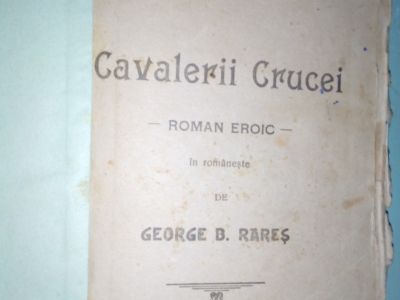 Cavalerii Crucei
— ROMAN EROIC —
în românește
DE
GEORGE B. RAREȘ